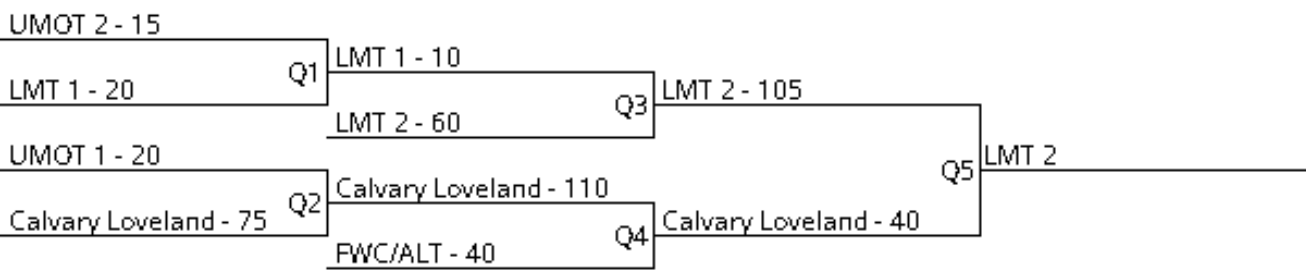 UMOT 2 - 15
LMT 1 - 10
Q1
LMT 1 - 20
LMT 2 - 105
Q3
LMT 2 - 60
UMOT 1 - 20
LMT 2
Q5
Calvary Loveland - 110
Q2
Calvary Loveland - 75
Calvary Loveland - 40
Q4
FWC/ALT - 40